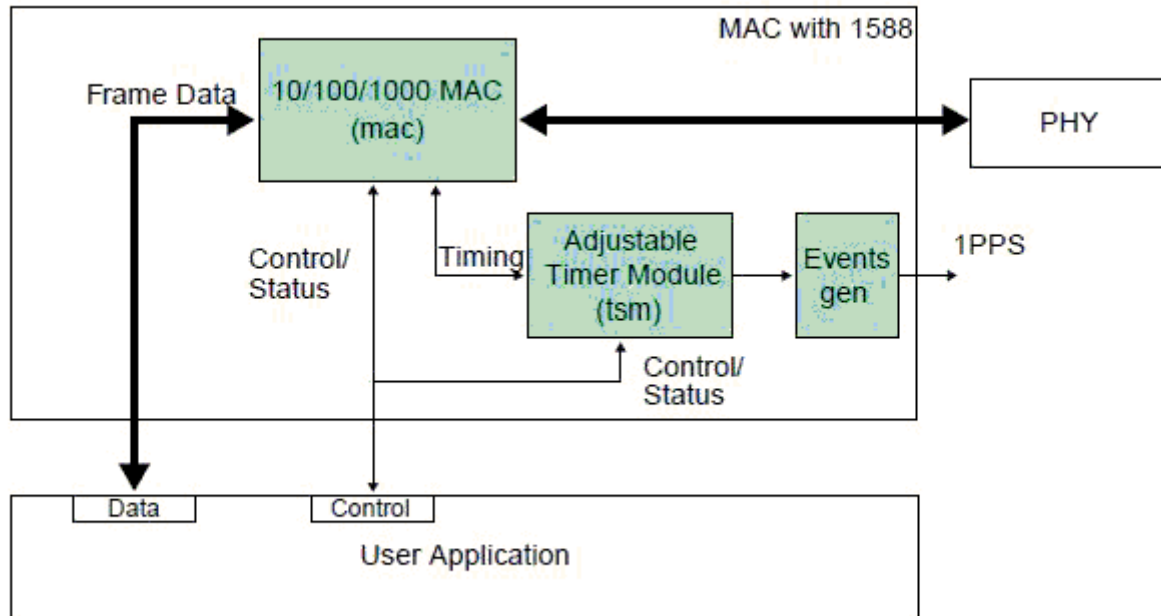 MAC with 1588
10/100/1000 MAC
(mac)
Frame Data
PHY
Control/
Status
Timing
Adjustable
Timer Module
(tsm)
Events
gen
1PPS
Control/
Status
Data
Control
User Application